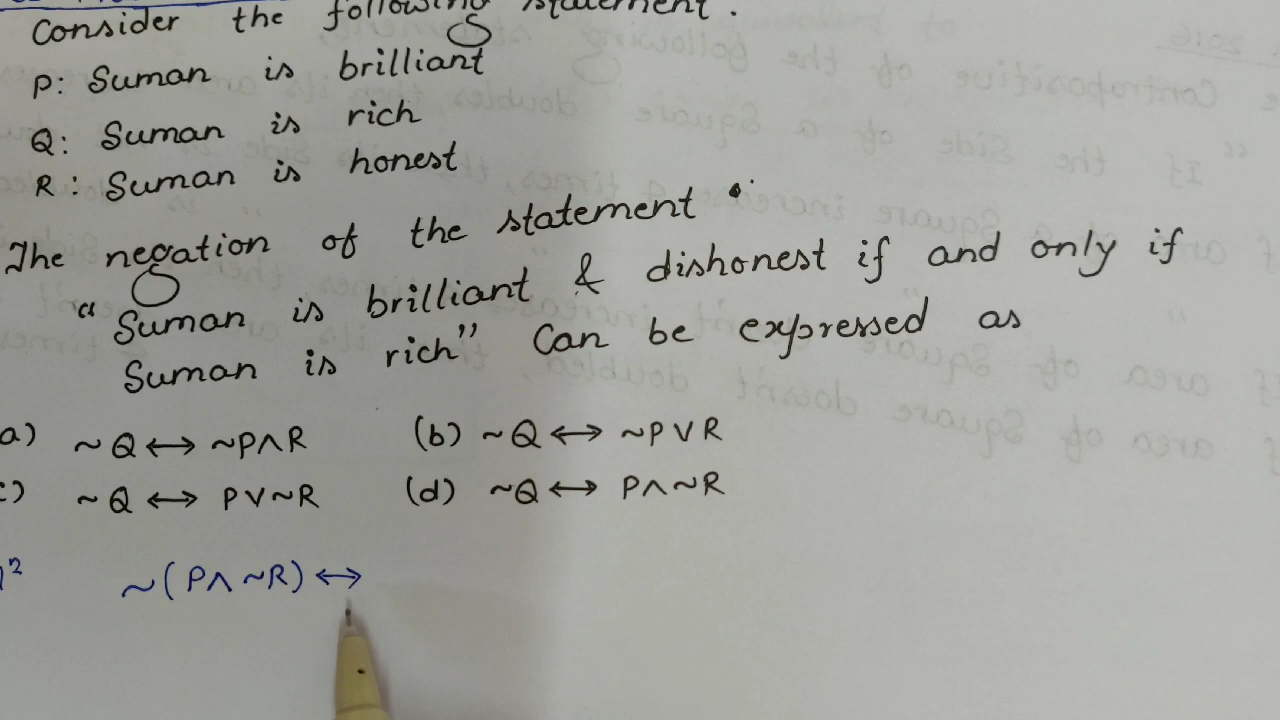 Consider the following statement.
P: Suman is brilliant
Q: Suman is rich
R: Suman is honest
The negation of the statement
"Suman is brilliant & dishonest if and only if
Suman is rich" Can be expressed as
a) ~Q ↔ ~P∧R (b) ~Q ↔ ~P∨R
c) ~Q ↔ P∨~R (d) ~Q ↔ P∧~R
~(P∧~R) ↔